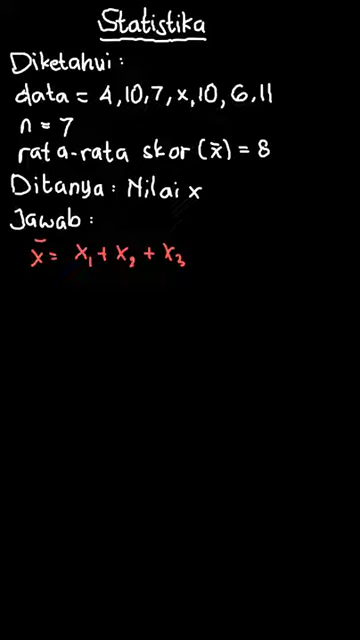 Statistika
Diketahui :
data = 4, 10, 7, x, 10, 6, 11
n = 7
rata-rata skor (x̄) = 8
Ditanya : Nilai x
Jawab :
x̄ = x₁ + x₂ + x₃